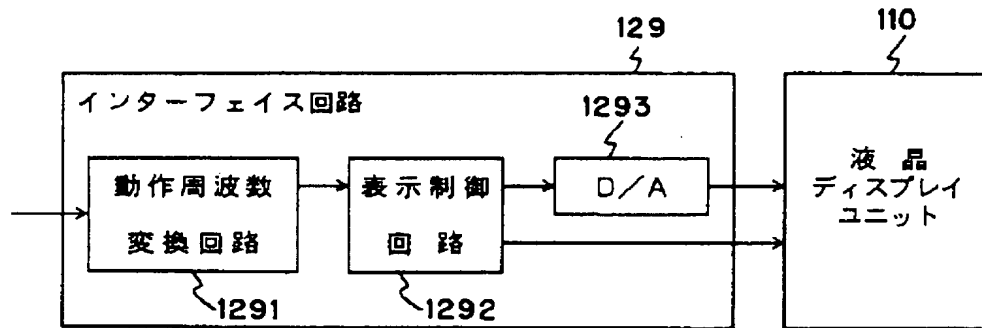 129
110
インターフェイス回路
1293
動作周波数
変換回路
表示制御
回路
D/A
液晶
ディスプレイ
ユニット
1291
1292